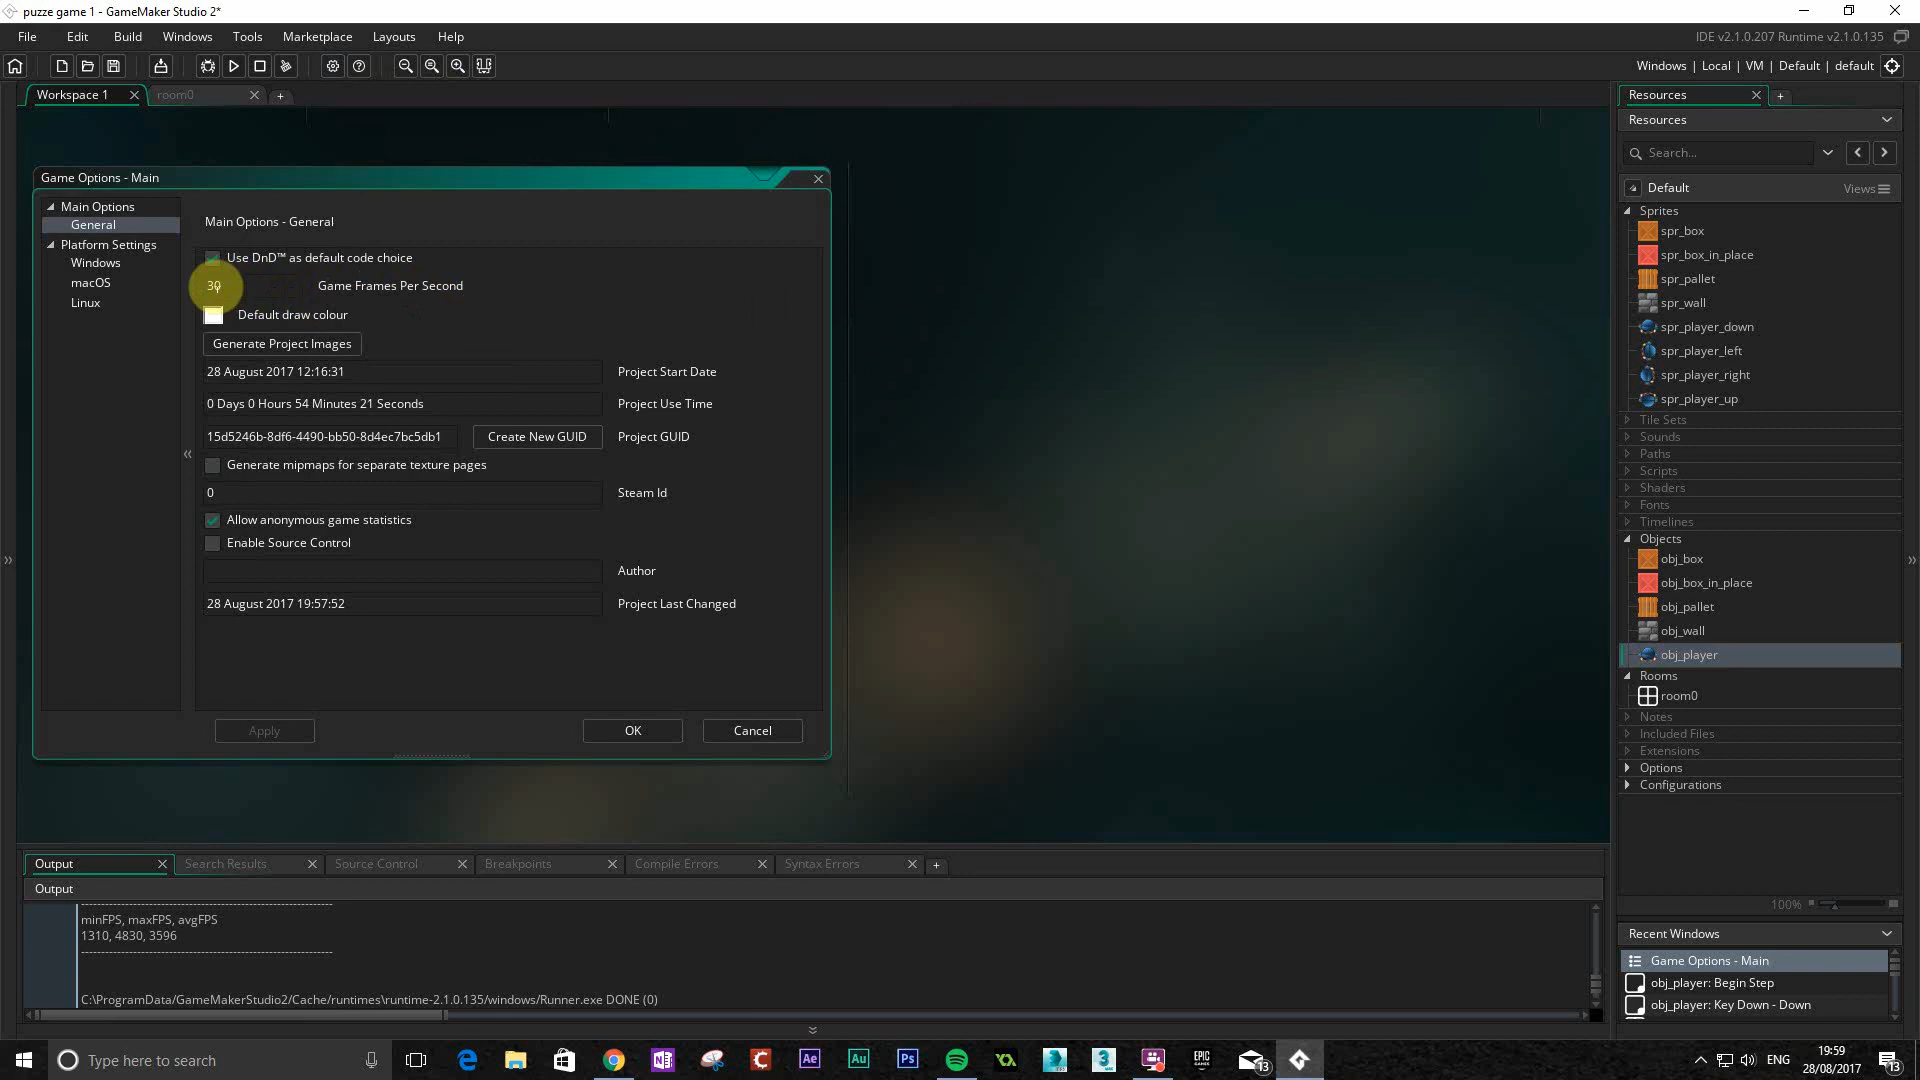 puzze game 1 - GameMaker Studio 2*
File Edit Build Windows Tools Marketplace Layouts Help
IDE v2.1.0.207 Runtime v2.1.0.135
Windows | Local | VM | Default | default
Workspace 1
room0
Resources
Resources
Search...
Default
Views
Sprites
spr_box
spr_box_in_place
spr_pallet
spr_wall
spr_player_down
spr_player_left
spr_player_right
spr_player_up
Tile Sets
Sounds
Paths
Scripts
Shaders
Fonts
Timelines
Objects
obj_box
obj_box_in_place
obj_pallet
obj_wall
obj_player
Rooms
room0
Notes
Included Files
Extensions
Options
Configurations
100%
Recent Windows
Game Options - Main
obj_player: Begin Step
obj_player: Key Down - Down
Game Options - Main
Main Options
General
Platform Settings
Windows
macOS
Linux
Main Options - General
Use DnD™ as default code choice
30 Game Frames Per Second
Default draw colour
Generate Project Images
28 August 2017 12:16:31 Project Start Date
0 Days 0 Hours 54 Minutes 21 Seconds Project Use Time
15d5246b-8df6-4490-bb50-8d4ec7bc5db1 Create New GUID Project GUID
Generate mipmaps for separate texture pages
0 Steam Id
Allow anonymous game statistics
Enable Source Control
Author
28 August 2017 19:57:52 Project Last Changed
Apply OK Cancel
Output Search Results Source Control Breakpoints Compile Errors Syntax Errors
Output
minFPS, maxFPS, avgFPS
1310, 4830, 3596
C:\ProgramData/GameMakerStudio2/Cache/runtimes\runtime-2.1.0.135/windows/Runner.exe DONE (0)
Type here to search
Ae Au Ps
EPIC GAMES
13
ENG
19:59
28/08/2017
13